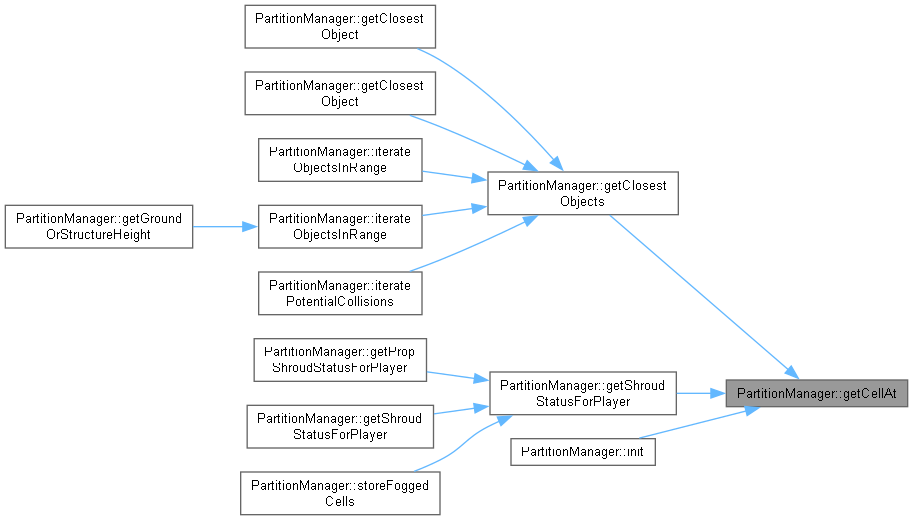 PartitionManager::getClosest
Object
PartitionManager::getClosest
Object
PartitionManager::iterate
ObjectsInRange
PartitionManager::getClosest
Objects
PartitionManager::getGround
OrStructureHeight
PartitionManager::iterate
ObjectsInRange
PartitionManager::iterate
PotentialCollisions
PartitionManager::getProp
ShroudStatusForPlayer
PartitionManager::getShroud
StatusForPlayer
PartitionManager::getCellAt
PartitionManager::getShroud
StatusForPlayer
PartitionManager::init
PartitionManager::storeFogged
Cells